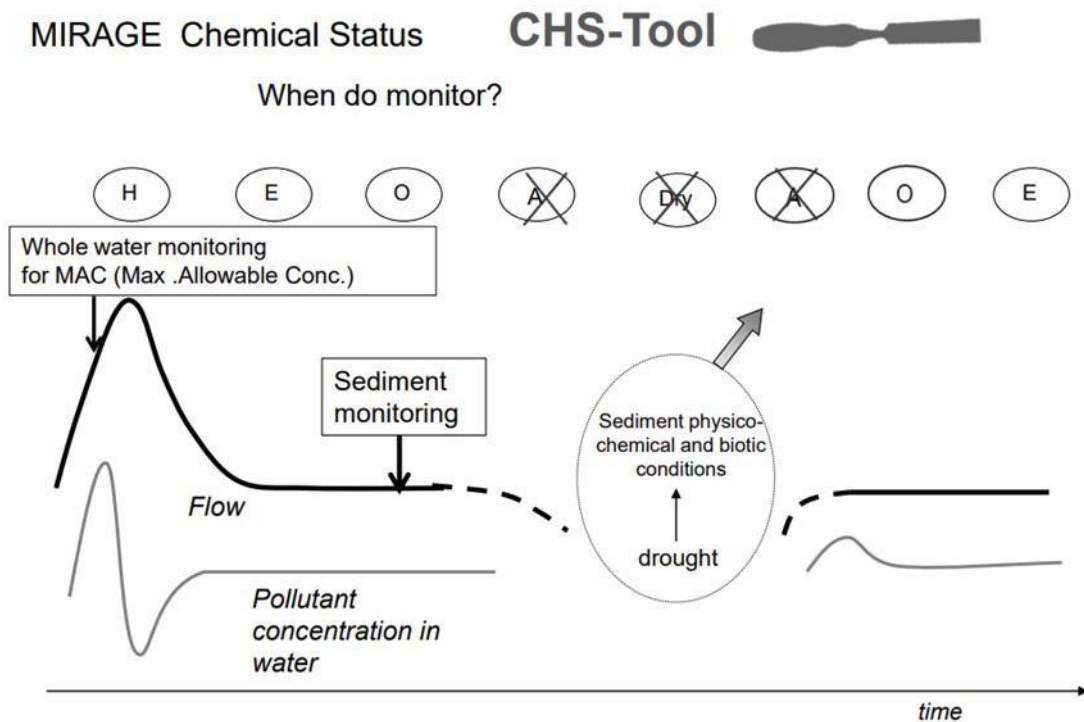 MIRAGE Chemical Status
CHS-Tool
When do monitor?
H
E
O
A
Dry
A
O
E
Whole water monitoring
for MAC (Max .Allowable Conc.)
Sediment
monitoring
Sediment physico-
chemical and biotic
conditions
drought
Flow
Pollutant
concentration in
water
time